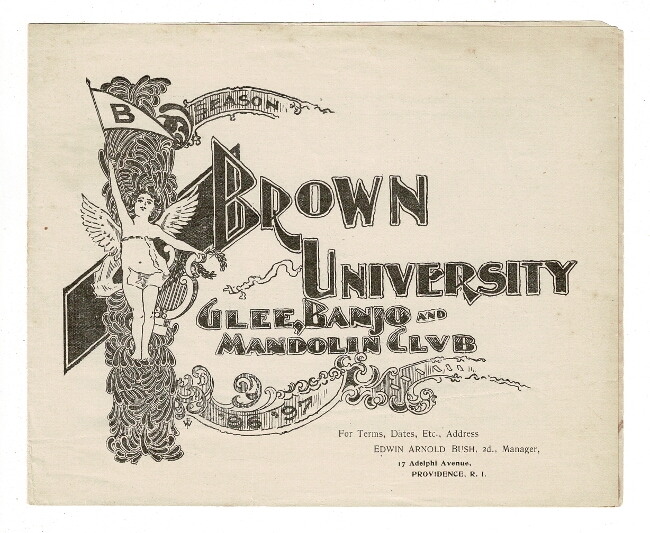 B
SEASON
BROWN
UNIVERSITY
GLEE, BANJO AND
MANDOLIN CLVB
96 '97
For Terms, Dates, Etc., Address
EDWIN ARNOLD BUSH, 2d., Manager,
17 Adelphi Avenue,
PROVIDENCE, R. I.